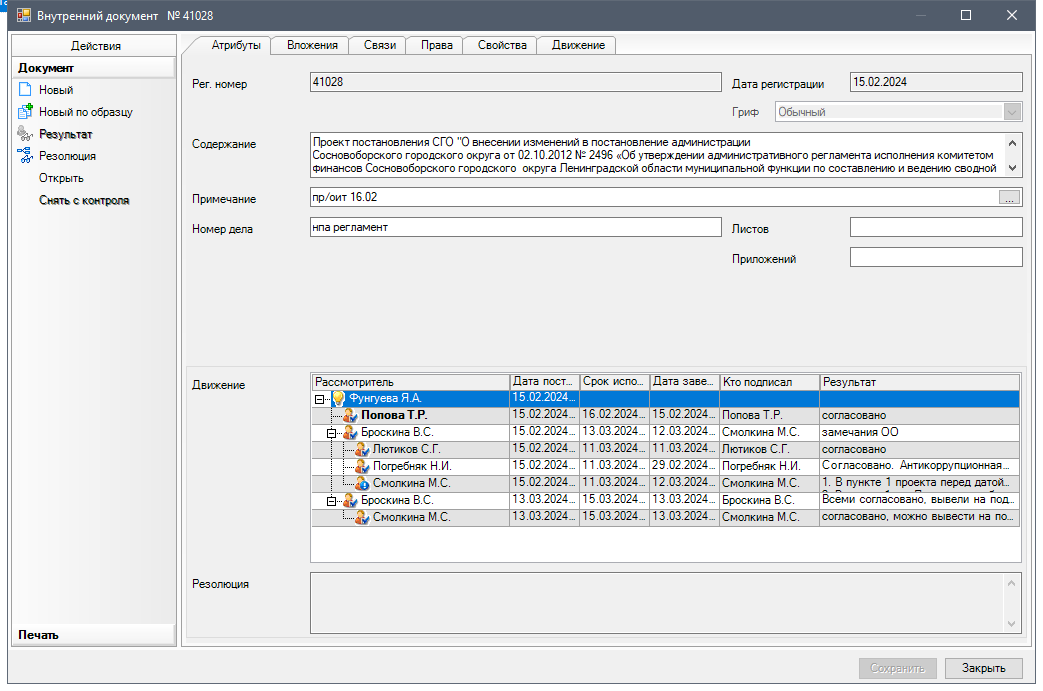 Внутренний документ № 41028
Действия
Документ
Новый
Новый по образцу
Результат
Резолюция
Открыть
Снять с контроля
Печать
Атрибуты Вложения Связи Права Свойства Движение
Рег. номер 41028 Дата регистрации 15.02.2024
Гриф Обычный
Содержание
Проект постановления СГО "О внесении изменений в постановление администрации
Сосновоборского городского округа от 02.10.2012 № 2496 «Об утверждении административного регламента исполнения комитетом
финансов Сосновоборского городского округа Ленинградской области муниципальной функции по составлению и ведению сводной
Примечание пр/оит 16.02 ...
Номер дела нпа регламент Листов
Приложений
Движение
Рассмотритель Дата пост... Срок испо... Дата заве... Кто подписал Результат
Фунгуева Я.А. 15.02.2024...
Попова Т.Р. 15.02.2024... 16.02.2024... 15.02.2024... Попова Т.Р. согласовано
Броскина В.С. 15.02.2024... 13.03.2024... 12.03.2024... Смолкина М.С. замечания ОО
Лютиков С.Г. 15.02.2024... 11.03.2024... 11.03.2024... Лютиков С.Г. согласовано
Погребняк Н.И. 15.02.2024... 11.03.2024... 29.02.2024... Погребняк Н.И. Согласовано. Антикоррупционная...
Смолкина М.С. 15.02.2024... 11.03.2024... 12.03.2024... Смолкина М.С. 1. В пункте 1 проекта перед датой...
Броскина В.С. 13.03.2024... 15.03.2024... 13.03.2024... Броскина В.С. Всеми согласовано, вывели на под...
Смолкина М.С. 13.03.2024... 15.03.2024... 13.03.2024... Смолкина М.С. согласовано, можно вывести на по...
Резолюция
Сохранить Закрыть